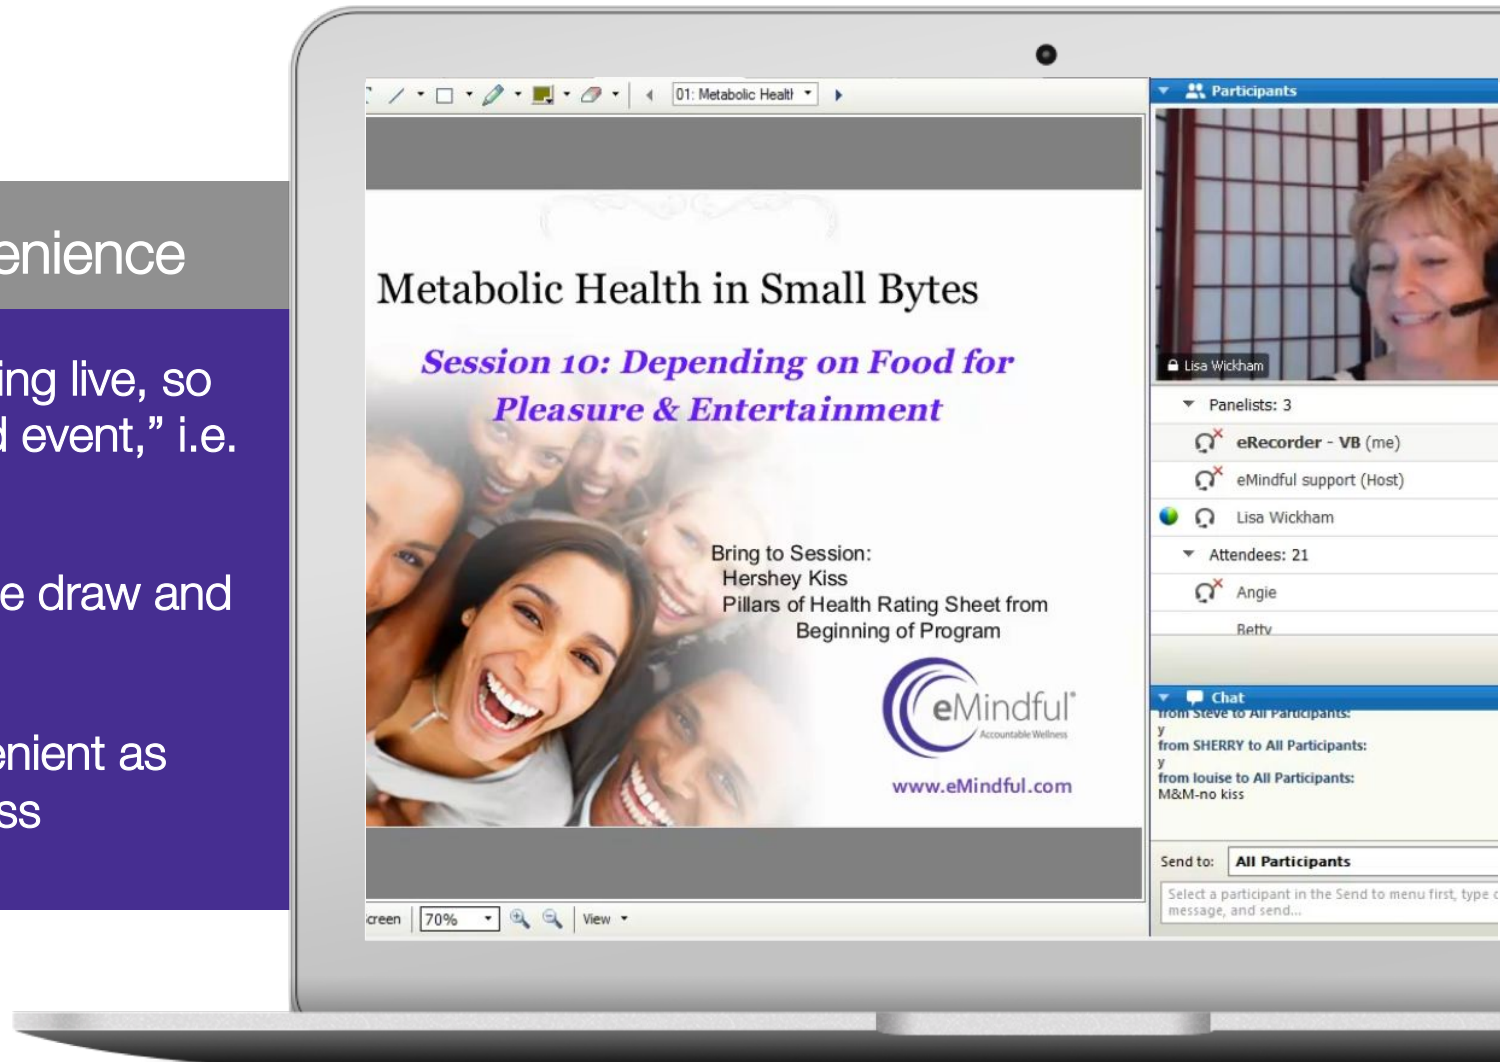 enience
ing live, so
d event,” i.e.
e draw and
enient as
ss
01: Metabolic Healtl
Metabolic Health in Small Bytes
Session 10: Depending on Food for
Pleasure & Entertainment
Bring to Session:
Hershey Kiss
Pillars of Health Rating Sheet from
Beginning of Program
eMindful®
Accountable Wellness
www.eMindful.com
creen
70%
View
Participants
Lisa Wickham
Panelists: 3
eRecorder - VB (me)
eMindful support (Host)
Lisa Wickham
Attendees: 21
Angie
Betty
Chat
from Steve to All Participants:
y
from SHERRY to All Participants:
y
from louise to All Participants:
M&M-no kiss
Send to: All Participants
Select a participant in the Send to menu first, type c
message, and send...